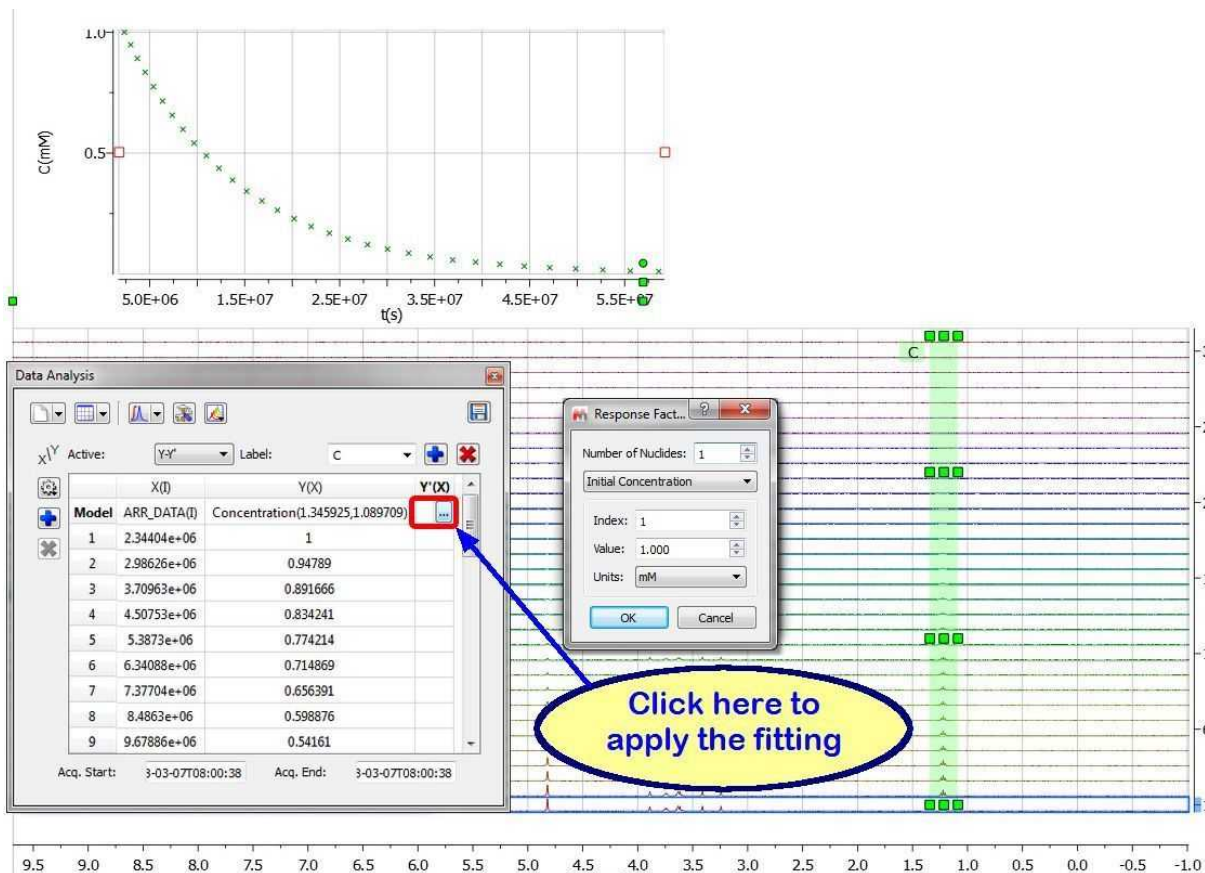 1.0
0.5
C(mM)
5.0E+06 1.5E+07 2.5E+07 3.5E+07 4.5E+07 5.5E+07
t(s)
C
Data Analysis
Active: Y-Y' Label: C
X(I) Y(X) Y'(X)
Model ARR_DATA(I) Concentration(1.345925,1.089709) ...
1 2.34404e+06 1
2 2.98626e+06 0.94789
3 3.70963e+06 0.891666
4 4.50753e+06 0.834241
5 5.3873e+06 0.774214
6 6.34088e+06 0.714869
7 7.37704e+06 0.656391
8 8.4863e+06 0.598876
9 9.67886e+06 0.54161
Acq. Start: 3-03-07T08:00:38 Acq. End: 3-03-07T08:00:38
Response Fact...
Number of Nuclides: 1
Initial Concentration
Index: 1
Value: 1.000
Units: mM
OK Cancel
Click here to
apply the fitting
9.5 9.0 8.5 8.0 7.5 7.0 6.5 6.0 5.5 5.0 4.5 4.0 3.5 3.0 2.5 2.0 1.5 1.0 0.5 0.0 -0.5 -1.0